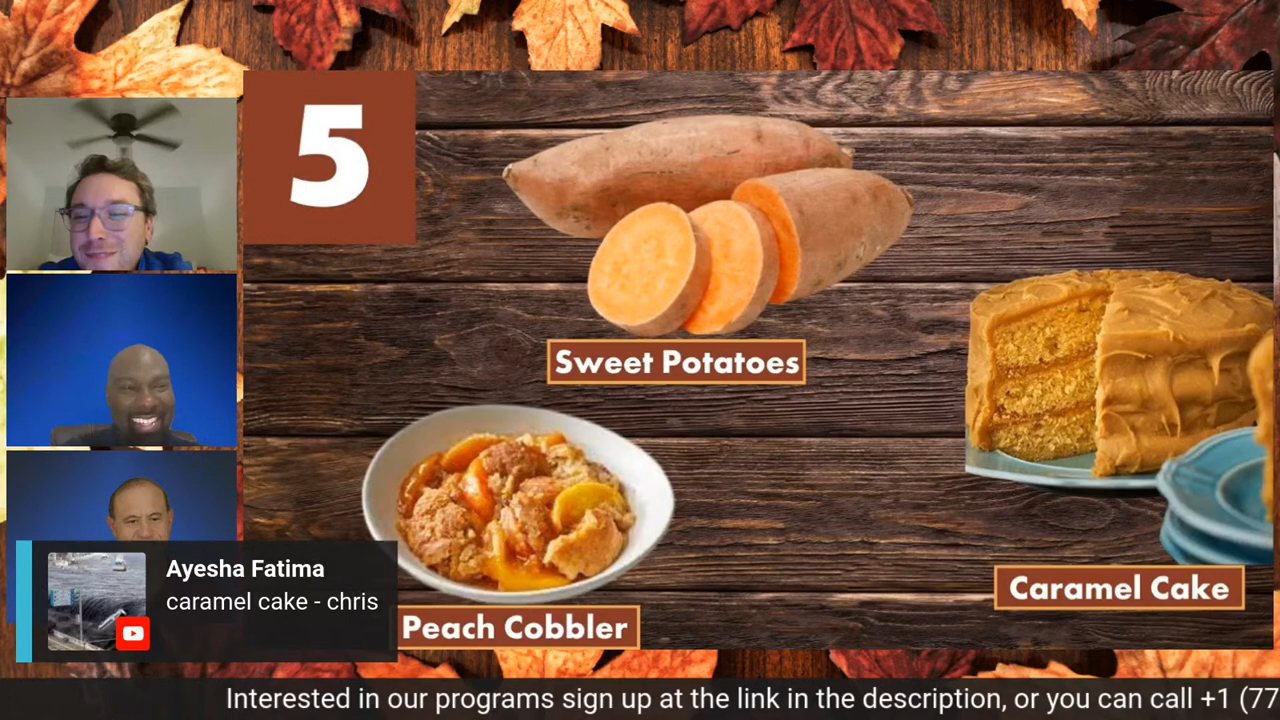 5
Sweet Potatoes
Caramel Cake
Peach Cobbler
Ayesha Fatima
caramel cake - chris
Interested in our programs sign up at the link in the description, or you can call +1 (77